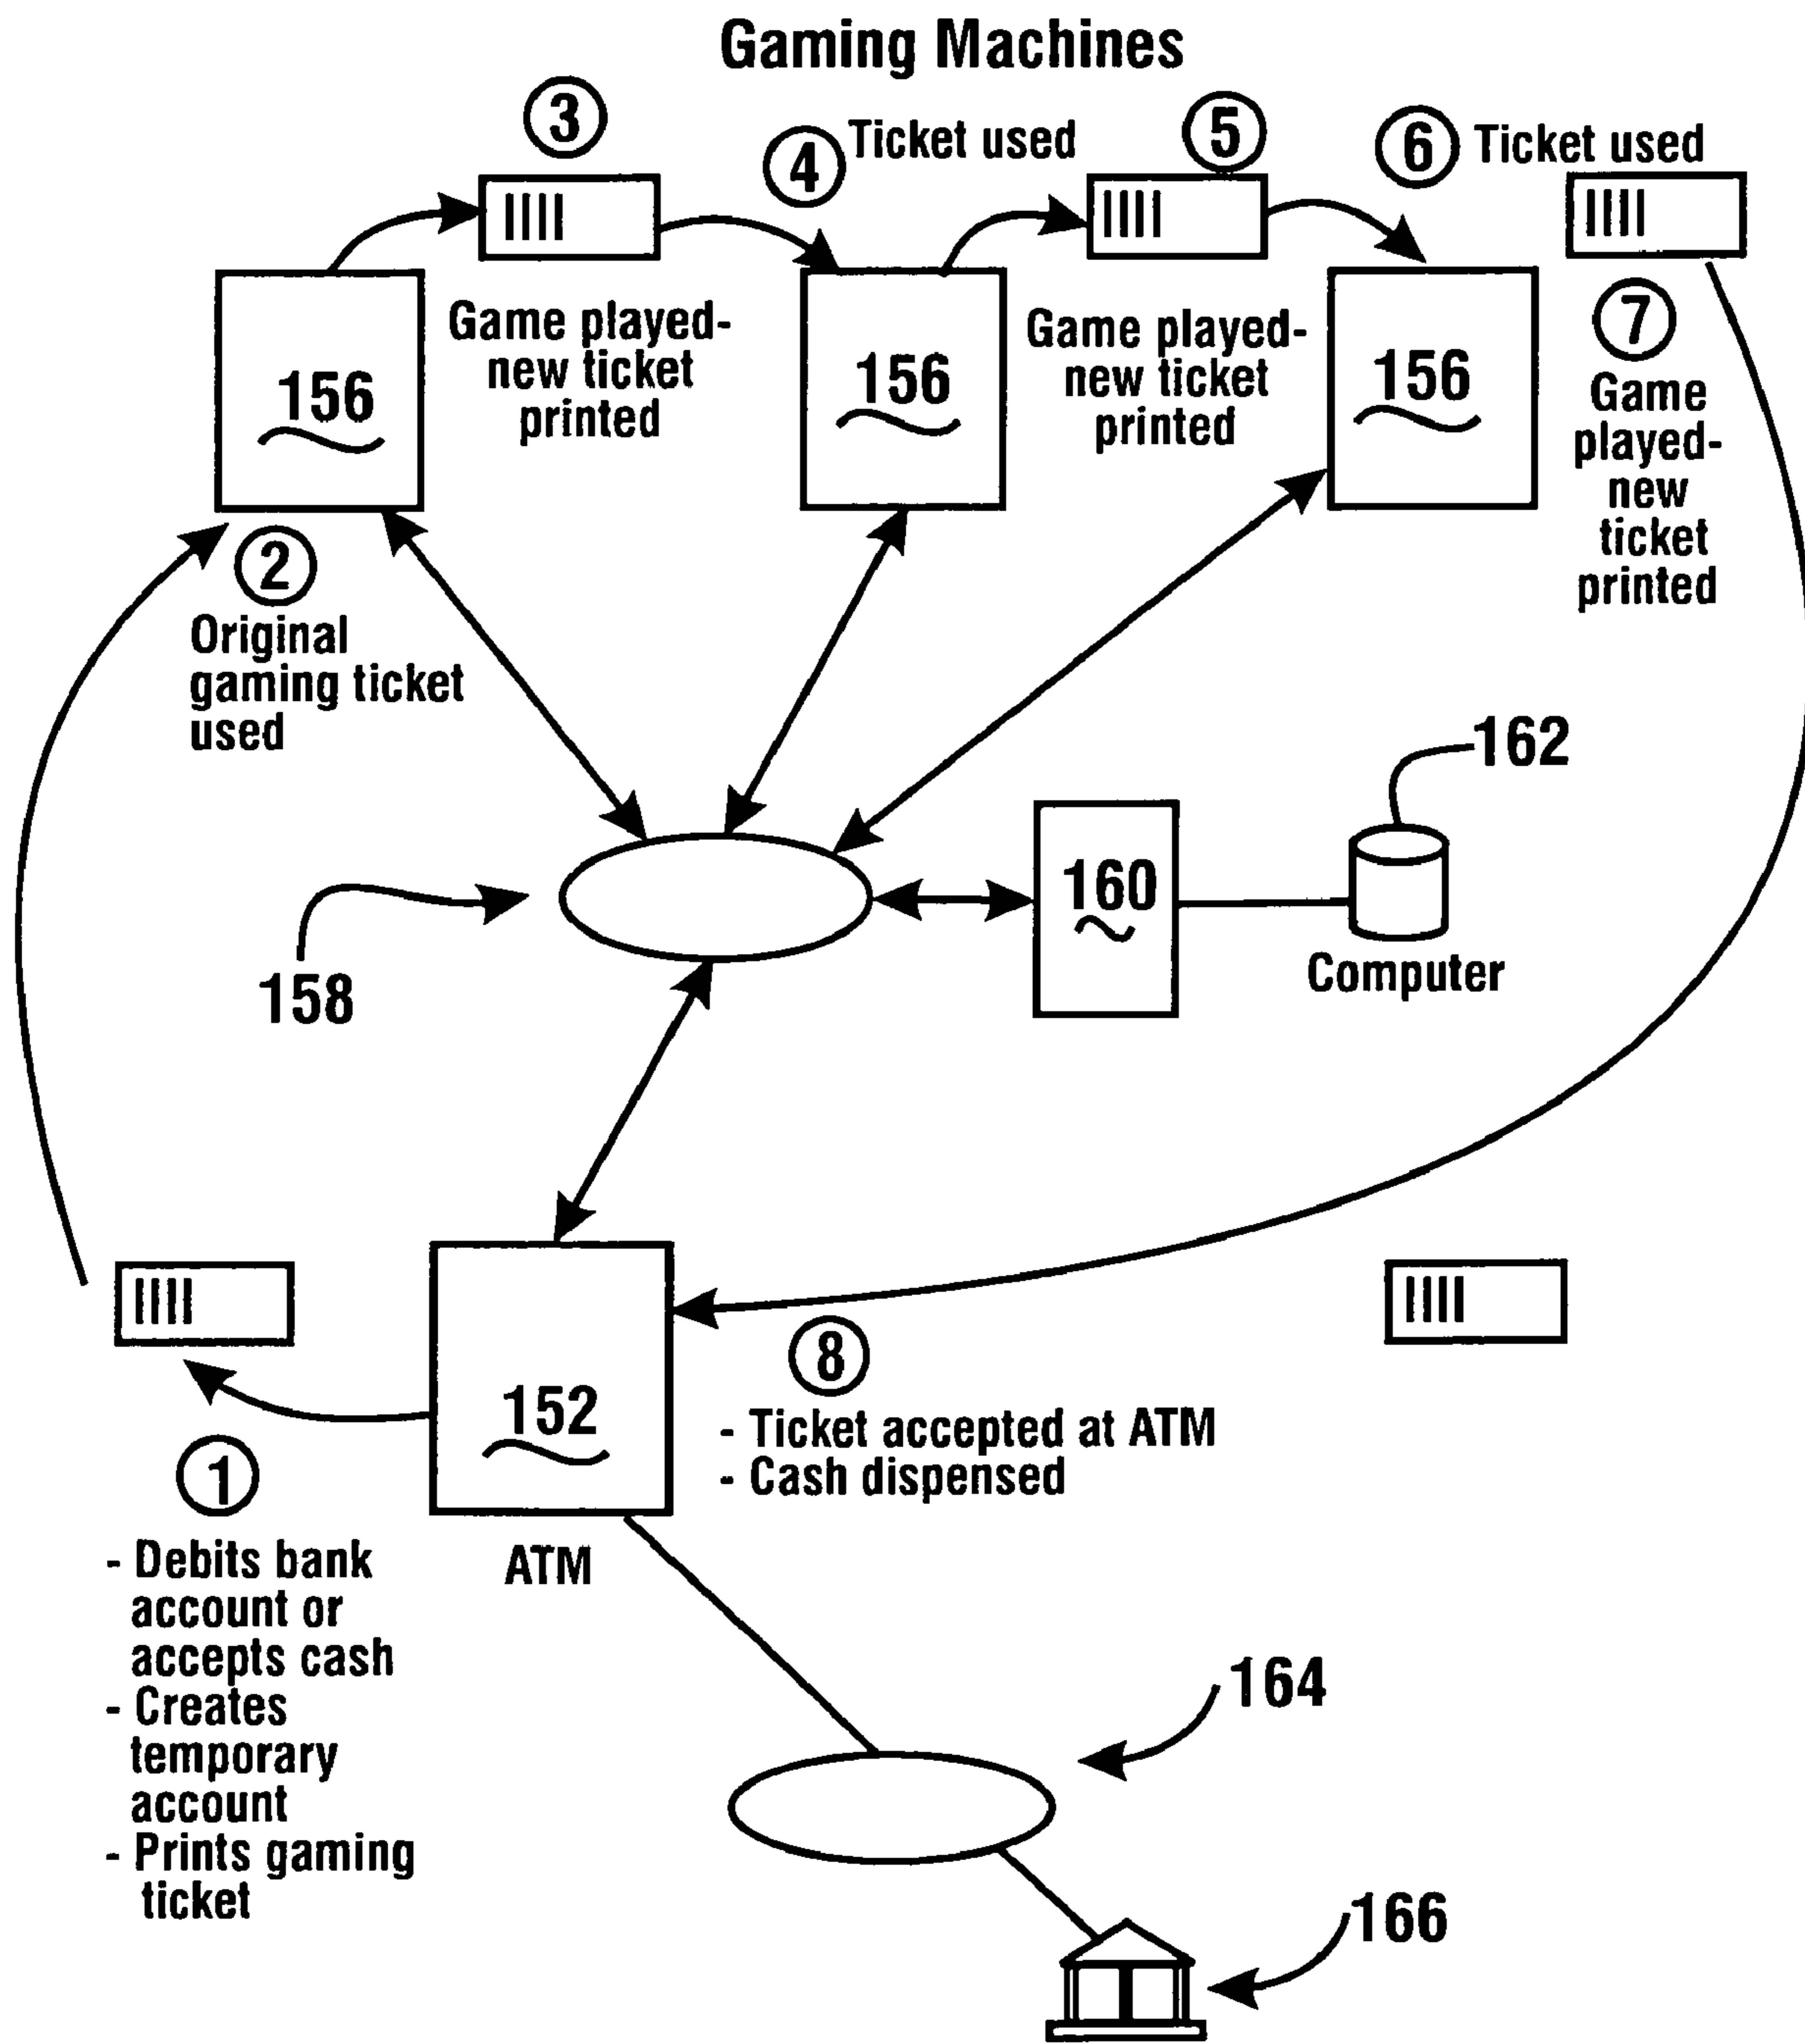 Gaming Machines
3
4
Ticket used
5
6
Ticket used
156
Game played-
new ticket
printed
156
Game played-
new ticket
printed
156
7
Game
played-
new
ticket
printed
2
Original
gaming ticket
used
162
160
158
Computer
152
ATM
8
- Ticket accepted at ATM
- Cash dispensed
1
- Debits bank
account or
accepts cash
- Creates
temporary
account
- Prints gaming
ticket
164
166